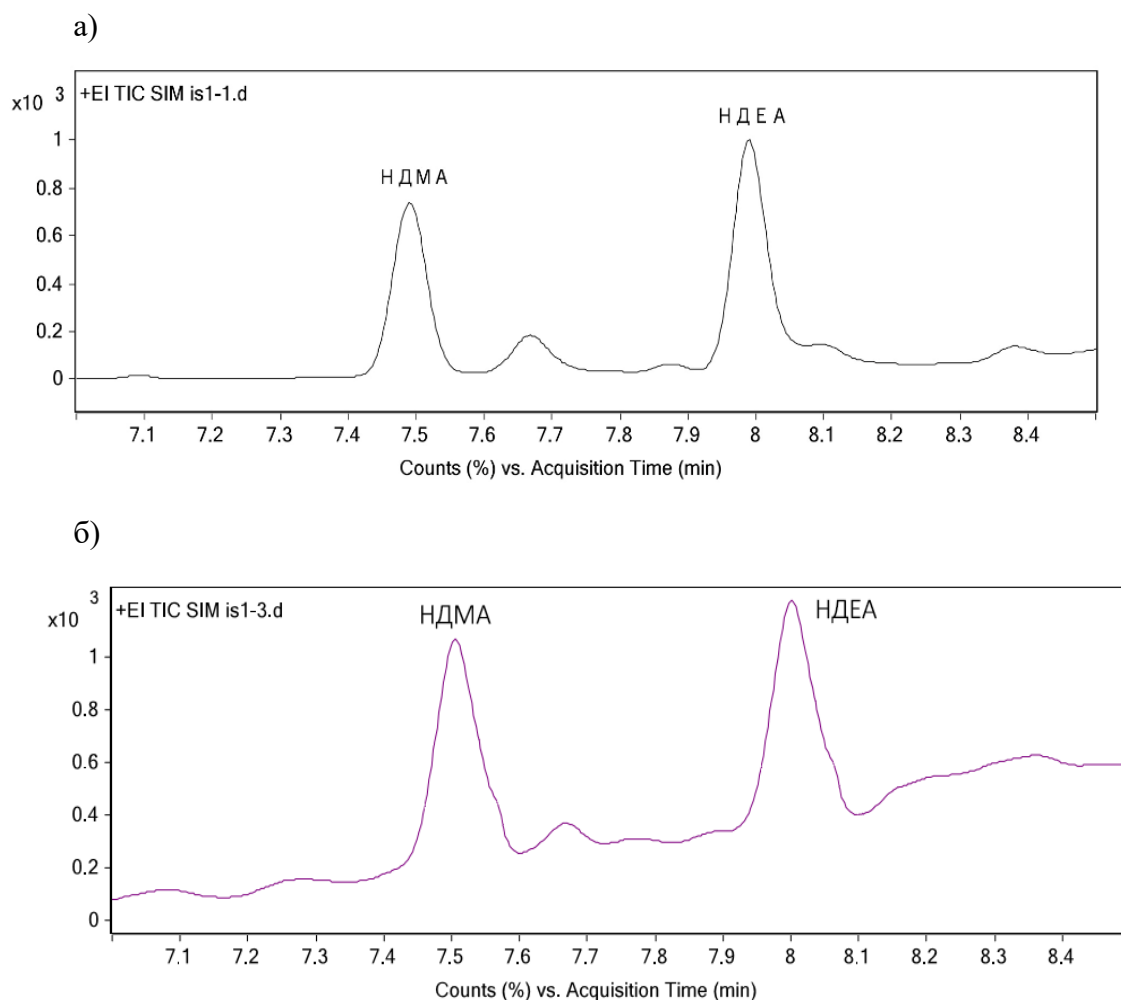 а)
x10 3 +EI TIC SIM is1-1.d
НДМА
НДЕА
1
0.8
0.6
0.4
0.2
0
7.1 7.2 7.3 7.4 7.5 7.6 7.7 7.8 7.9 8 8.1 8.2 8.3 8.4
Counts (%) vs. Acquisition Time (min)
б)
x10 3 +EI TIC SIM is1-3.d
НДМА
НДЕА
1
0.8
0.6
0.4
0.2
0
7.1 7.2 7.3 7.4 7.5 7.6 7.7 7.8 7.9 8 8.1 8.2 8.3 8.4
Counts (%) vs. Acquisition Time (min)